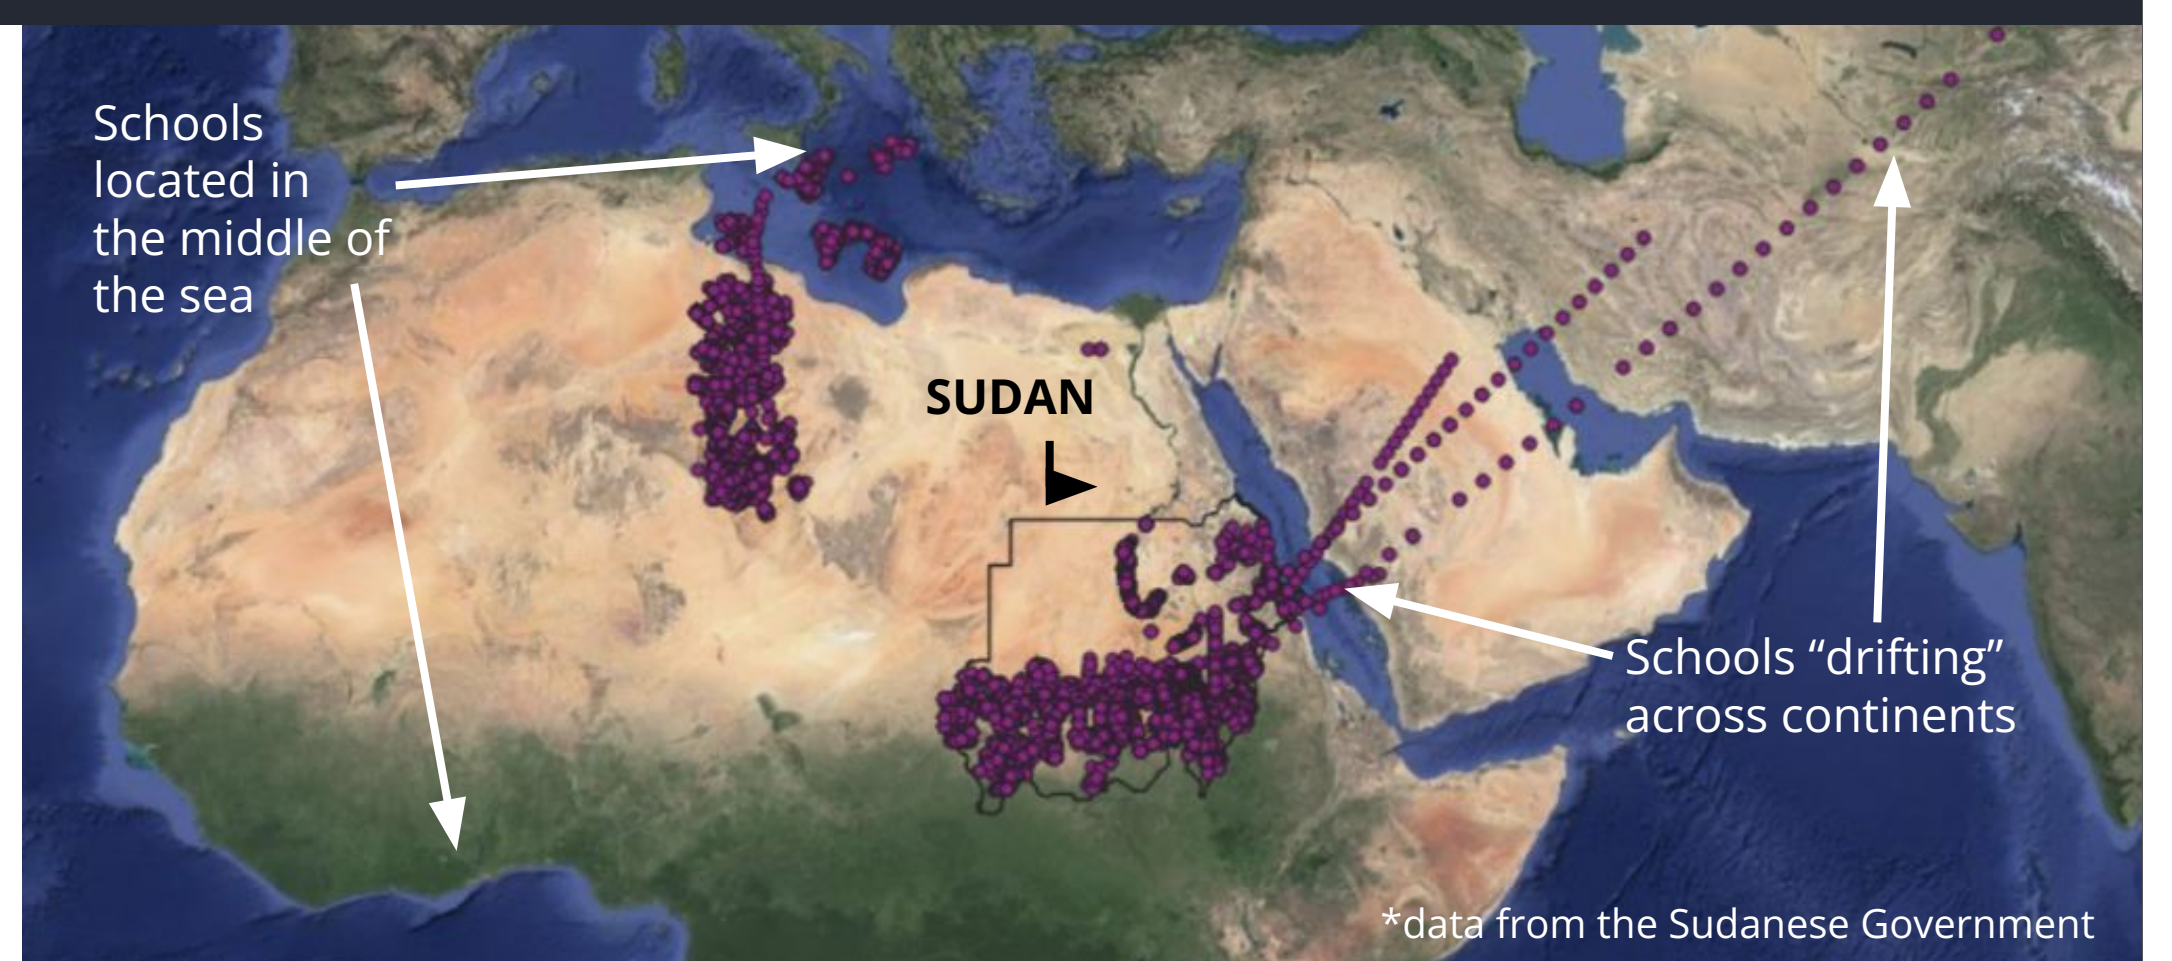 Schools
located in
the middle of
the sea
SUDAN
Schools “drifting”
across continents
*data from the Sudanese Government